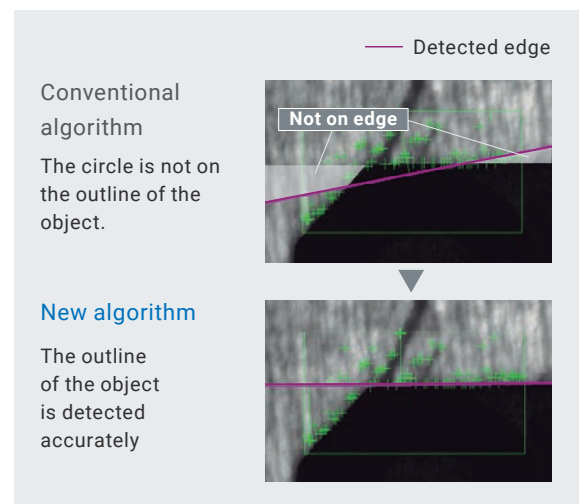 Detected edge
Conventional
algorithm
The circle is not on
the outline of the
object.
Not on edge
New algorithm
The outline
of the object
is detected
accurately